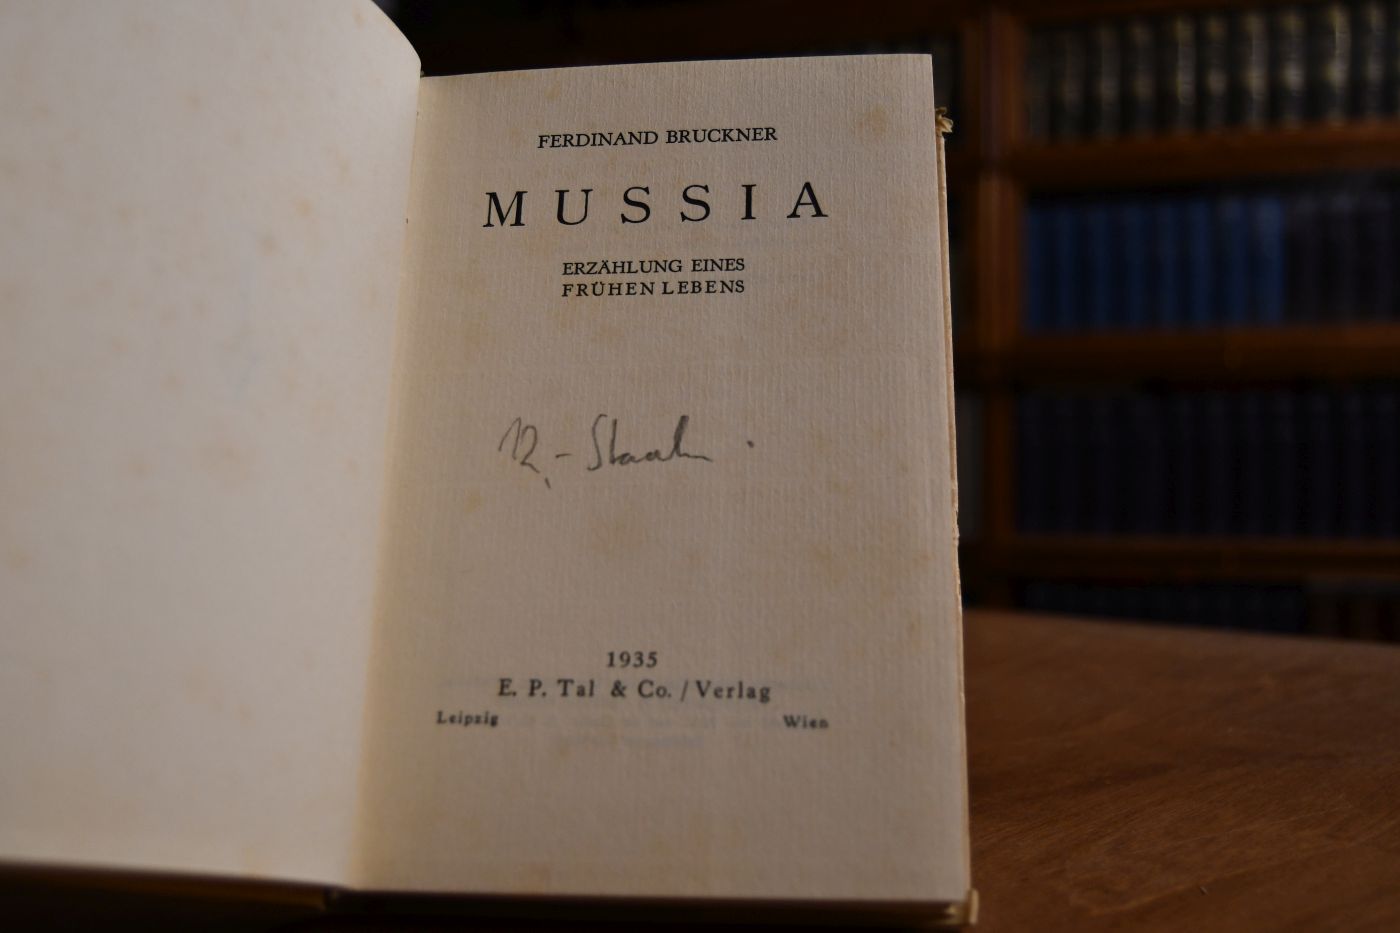 FERDINAND BRUCKNER
MUSSIA
ERZÄHLUNG EINES
FRÜHEN LEBENS
1935
E. P. Tal & Co. / Verlag
Leipzig Wien